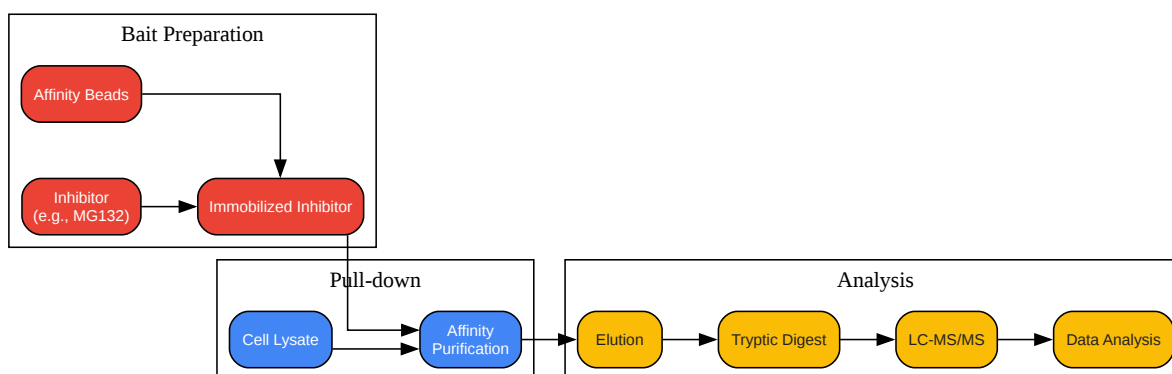 Bait Preparation
Affinity Beads
Inhibitor
(e.g., MG132)
Immobilized Inhibitor
Pull-down
Cell Lysate
Affinity
Purification
Analysis
Elution
Tryptic Digest
LC-MS/MS
Data Analysis